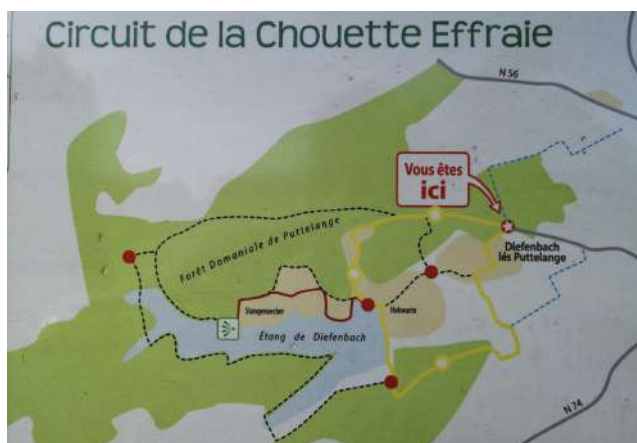 Circuit de la Chouette Effraie
N 56
Vous êtes
ici
Diefenbach
lès Puttelange
Forêt Domaniale de Puttelange
Hohwarte
Étang de Diefenbach
N 74